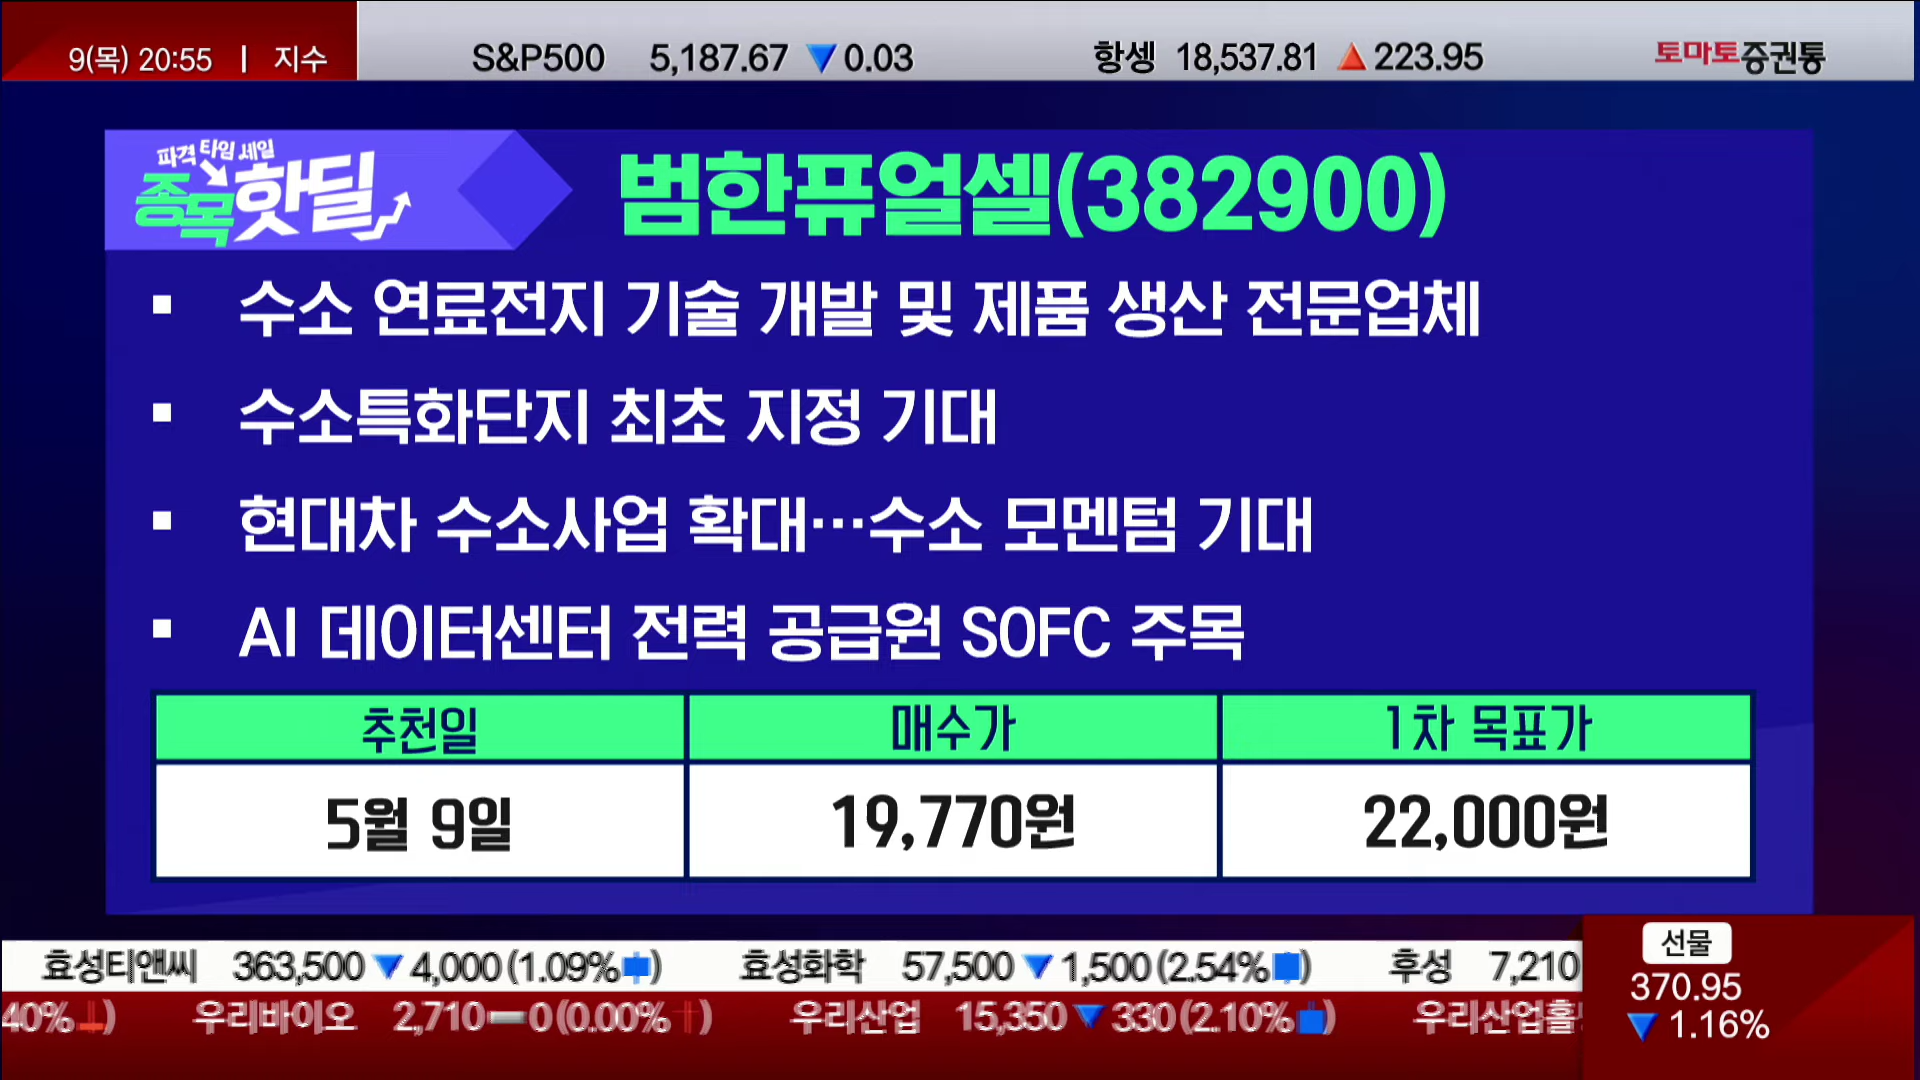 9(목) 20:55 | 지수 S&P500 5,187.67 ▼0.03 항셍 18,537.81 ▲223.95 토마토증권통
파격 타임 세일
종목핫딜
범한퓨얼셀(382900)
▪ 수소 연료전지 기술 개발 및 제품 생산 전문업체
▪ 수소특화단지 최초 지정 기대
▪ 현대차 수소사업 확대…수소 모멘텀 기대
▪ AI 데이터센터 전력 공급원 SOFC 주목
추천일 매수가 1차 목표가
5월 9일 19,770원 22,000원
효성티앤씨 363,500 ▼4,000(1.09%) 효성화학 57,500 ▼1,500(2.54%) 후성 7,210
40% ) 우리바이오 2,710 0(0.00% ) 우리산업 15,350 ▼330(2.10% ) 우리산업홀
선물
370.95
▼ 1.16%